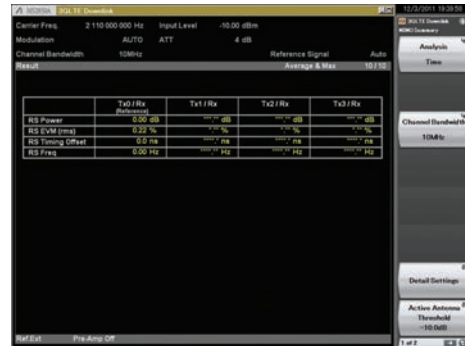 MS269XA 3GLTE Downlink 12/3/2011 19:39:50
Carrier Freq. 2 110 000 000 Hz Input Level -10.00 dBm
Modulation AUTO ATT 4 dB
Channel Bandwidth 10MHz Reference Signal Auto
Result Average & Max 10 / 10
Tx0 / Rx Tx1 / Rx Tx2 / Rx Tx3 / Rx
(Reference)
RS Power 0.00 dB ***.** dB ***.** dB ***.** dB
RS EVM (rms) 0.22 % *.** % *.** % *.** %
RS Timing Offset 0.0 ns ****.* ns ****.* ns ****.* ns
RS Freq 0.00 Hz ****.** Hz ****.** Hz ****.** Hz
Ref.Ext Pre-Amp Off
3GLTE Downlink
MIMO Summary
Analysis
Time
Channel Bandwidth
10MHz
Detail Settings
Active Antenna
Threshold
-10.0dB
1 of 2